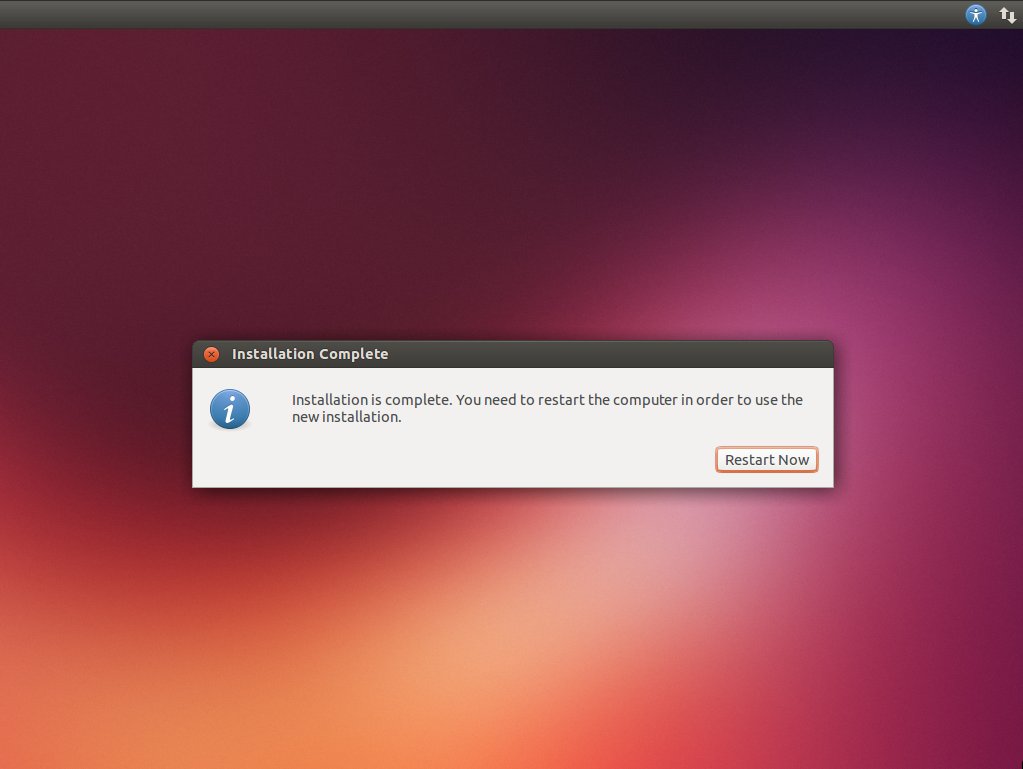 Installation Complete
Installation is complete. You need to restart the computer in order to use the
new installation.
Restart Now